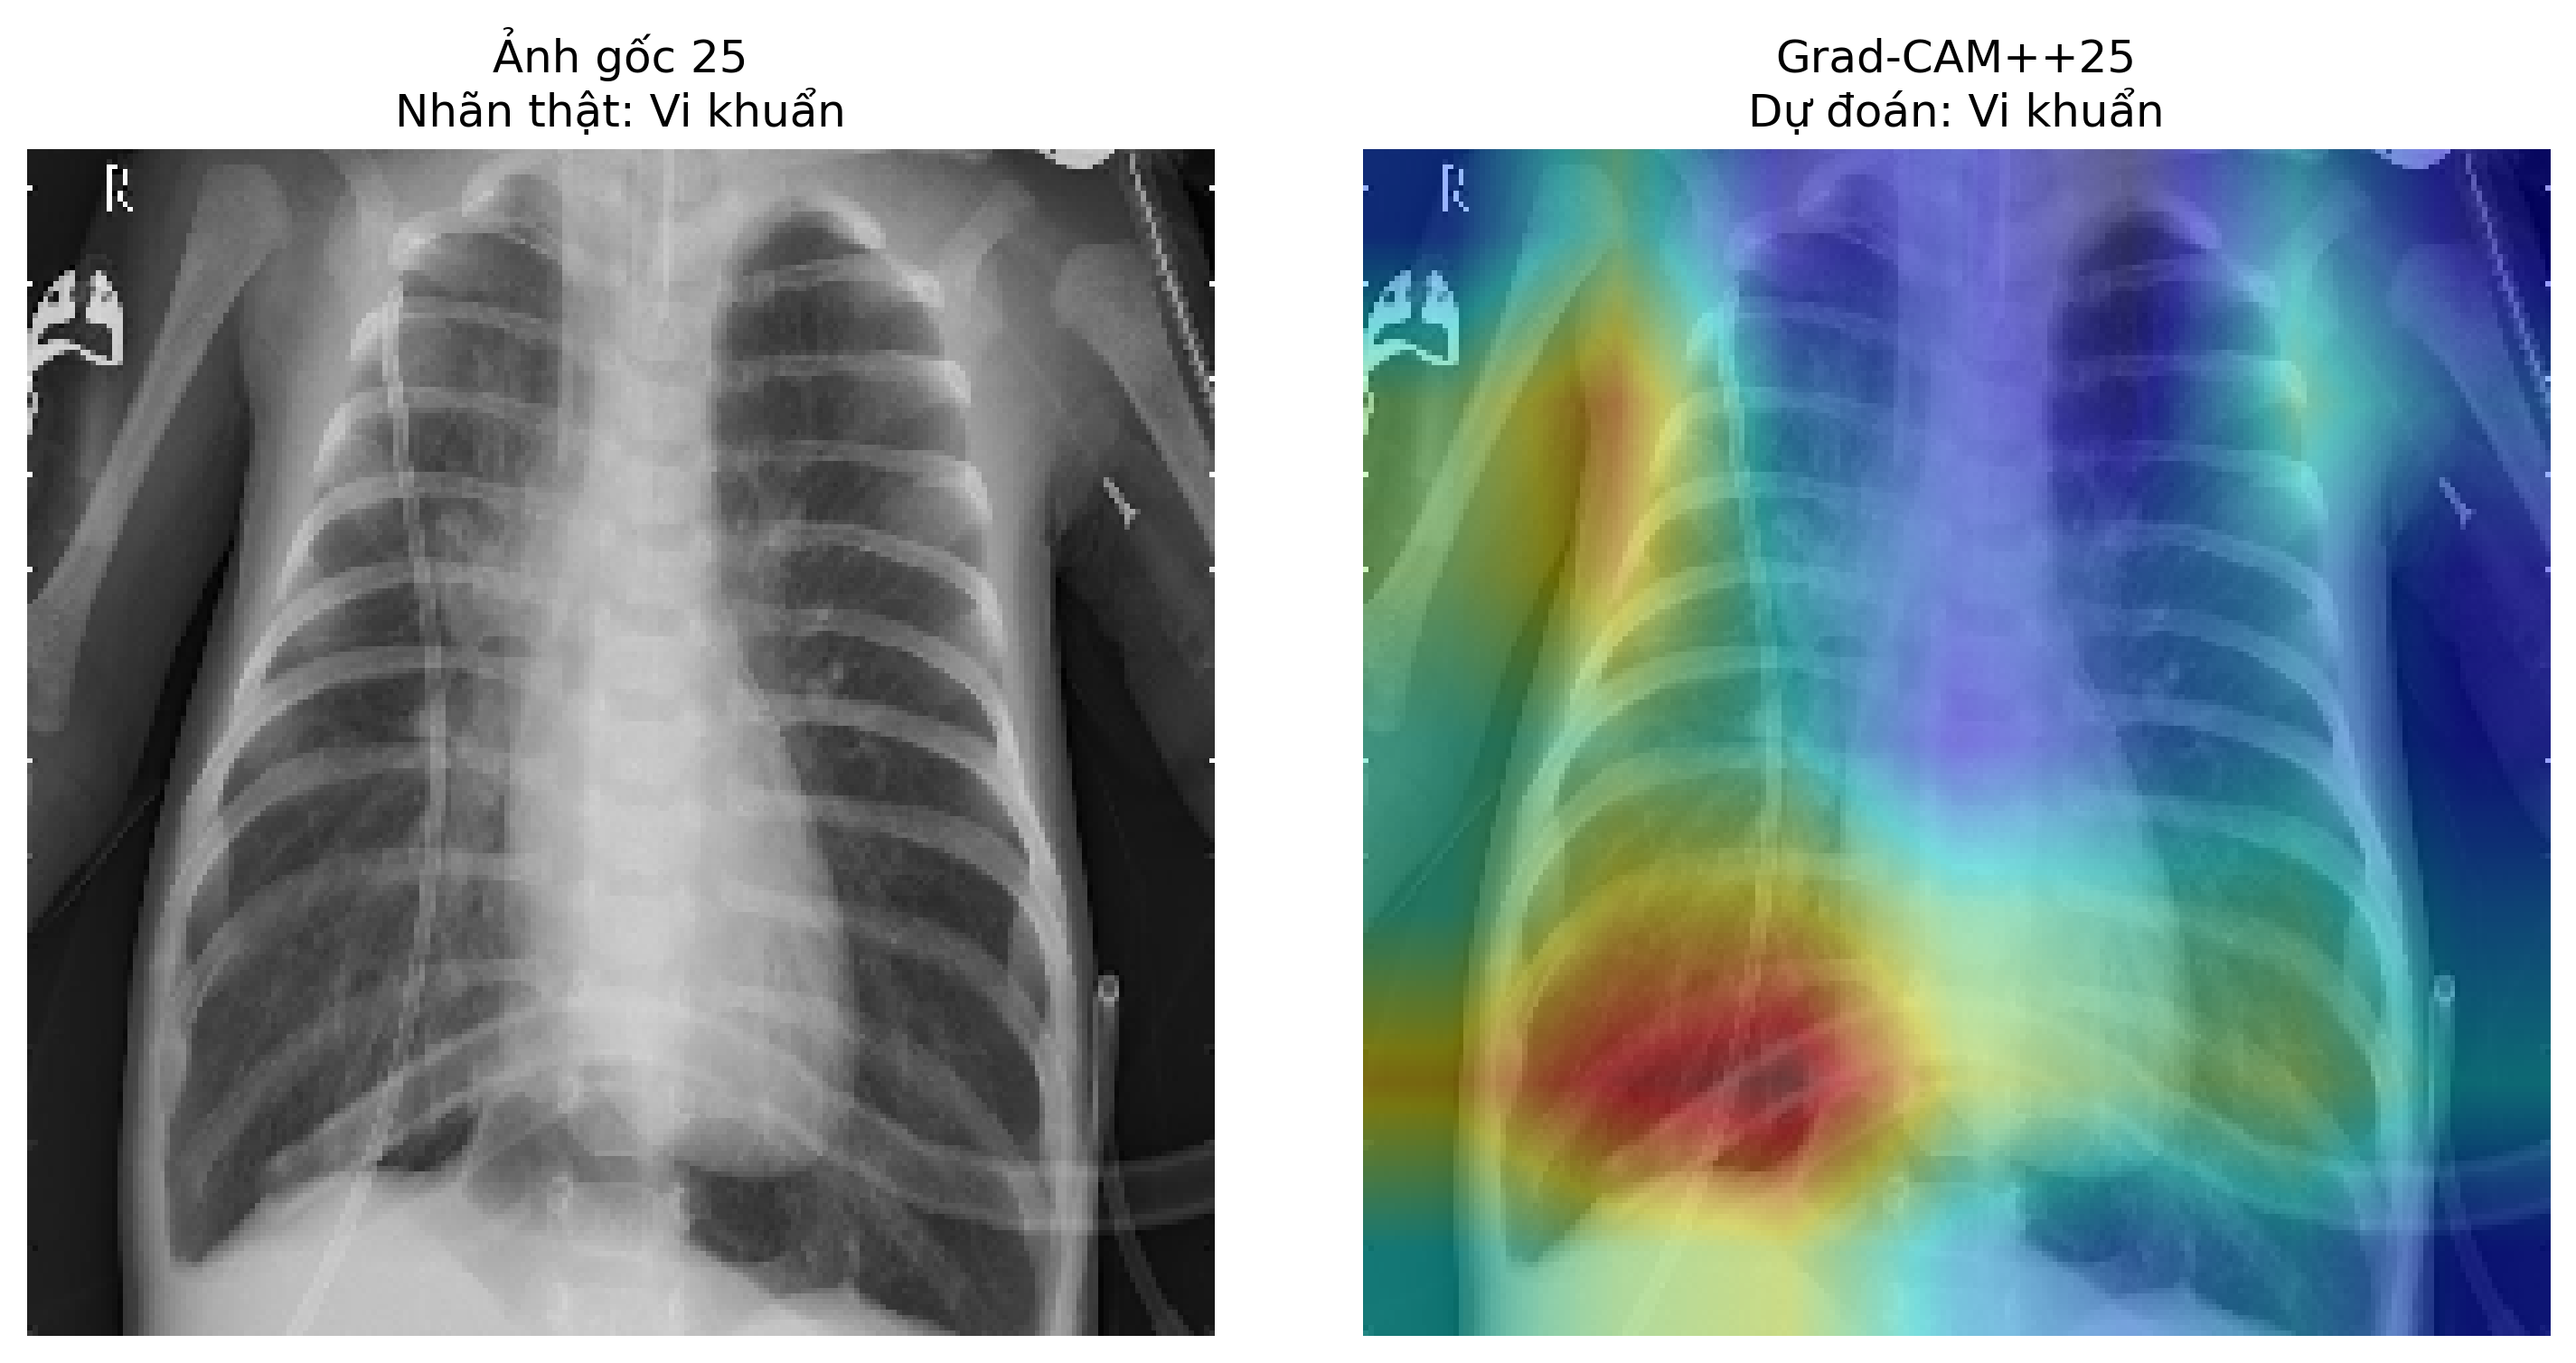 Ảnh gốc 25
Nhãn thật: Vi khuẩn
Grad-CAM++25
Dự đoán: Vi khuẩn
R
R